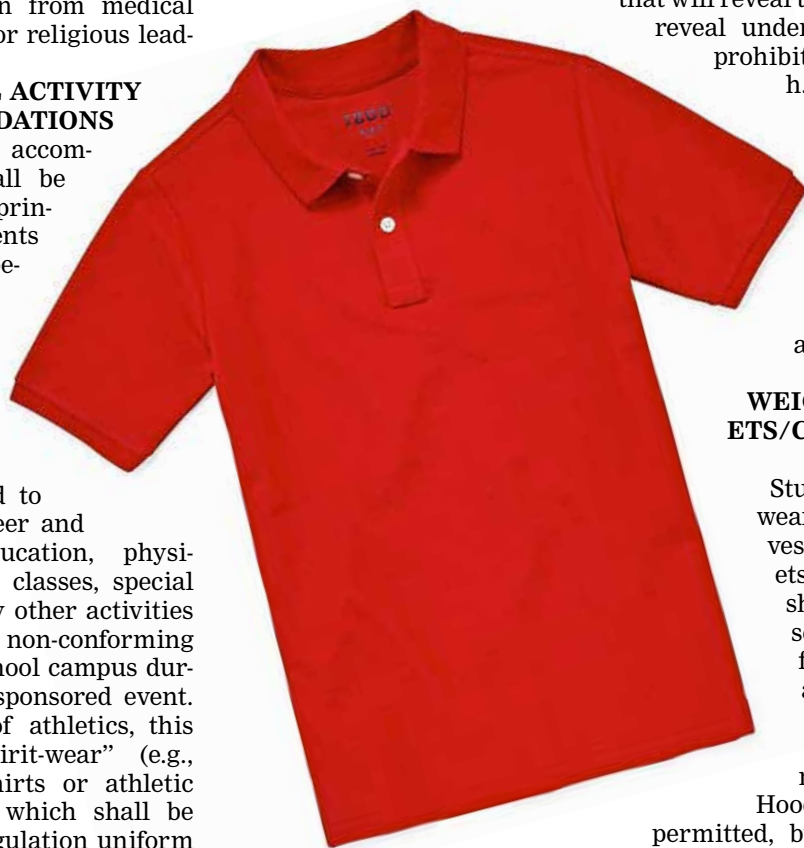 n from medical
or religious lead-
ACTIVITY
DATIONS
accom-
all be
prin-
ents
e-
d to
eer and
ucation, physi-
classes, special
y other activities
non-conforming
hool campus dur-
sponsored event.
of athletics, this
irit-wear” (e.g.,
hirts or athletic
which shall be
gulation uniform
that will reveal
reveal under
prohibit
h.
a
WEIG
ETS/C
Stu
wear
ves
ets
sh
se
f
a
r
Hoo
permitted, b